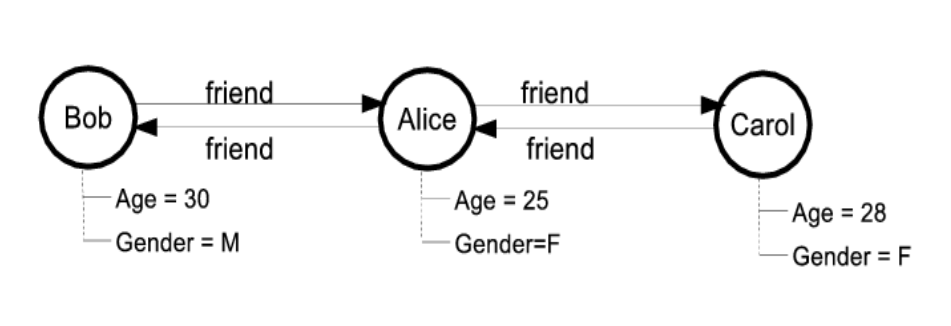 friend
friend
Bob
Alice
Carol
friend
friend
Age = 30
Gender = M
Age = 25
Gender=F
Age = 28
Gender = F